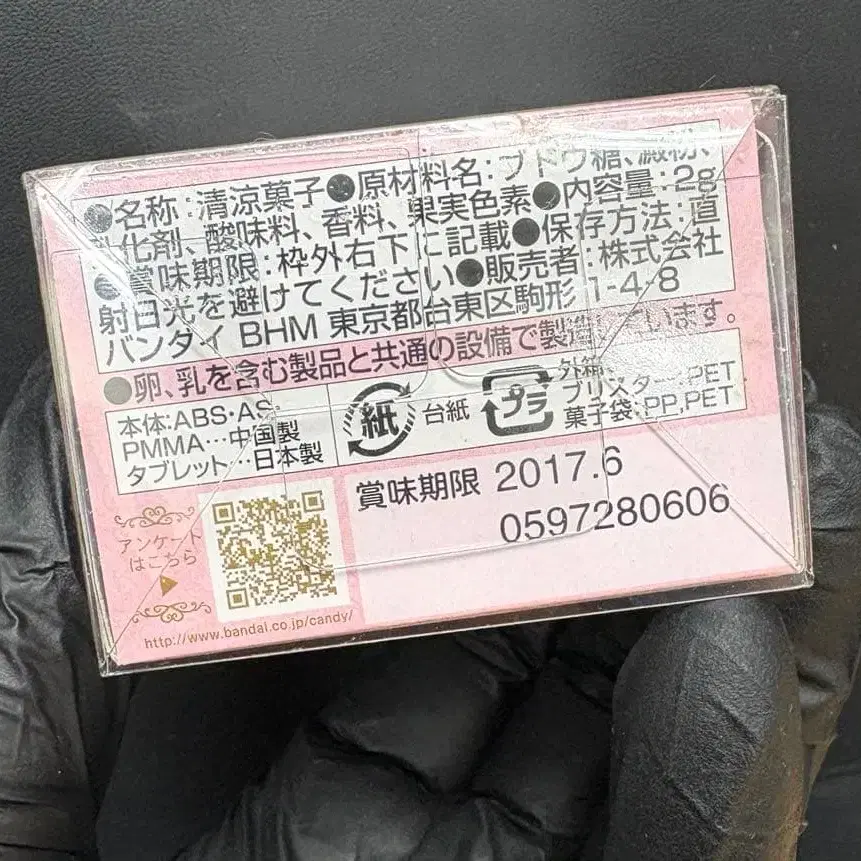 ●名称:清涼菓子●原材料名:ブドウ糖、澱粉、
乳化剤、酸味料、香料、果実色素●内容量:2g
●賞味期限:枠外右下に記載●保存方法:直
射日光を避けてください●販売者:株式会社
バンダイ BHM 東京都台東区駒形 1-4-8
●卵、乳を含む製品と共通の設備で製造しています。
本体:ABS・AS・
PMMA…中国製
タブレット…日本製
紙
台紙
プラ
外箱
ブリスター:PET
菓子袋:PP,PET
賞味期限 2017.6
0597280606
アンケート
はこちら
http://www.bandai.co.jp/candy/